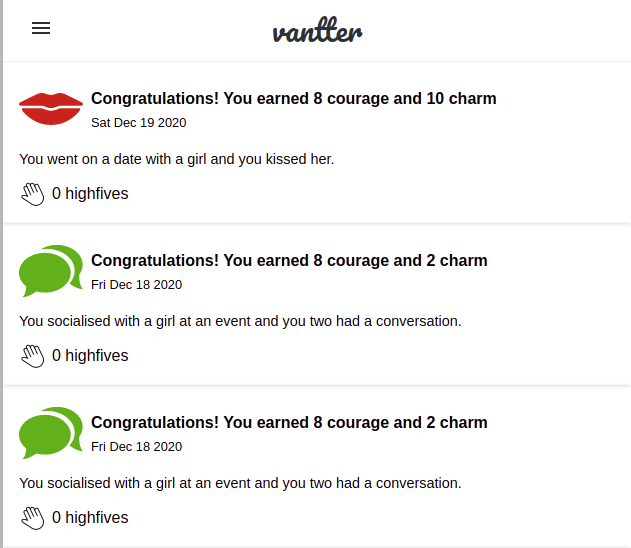 vantter
Congratulations! You earned 8 courage and 10 charm
Sat Dec 19 2020
You went on a date with a girl and you kissed her.
0 highfives
Congratulations! You earned 8 courage and 2 charm
Fri Dec 18 2020
You socialised with a girl at an event and you two had a conversation.
0 highfives
Congratulations! You earned 8 courage and 2 charm
Fri Dec 18 2020
You socialised with a girl at an event and you two had a conversation.
0 highfives